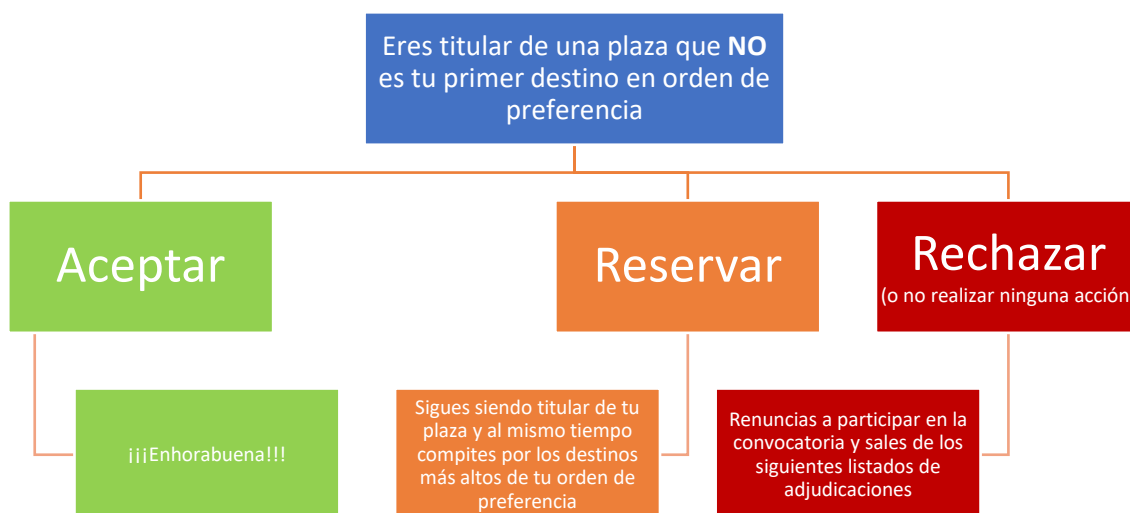 Eres titular de una plaza que NO
es tu primer destino en orden de
preferencia
Aceptar
Reservar
Rechazar
(o no realizar ninguna acción
¡¡¡Enhorabuena!!!
Sigues siendo titular de tu
plaza y al mismo tiempo
compites por los destinos
más altos de tu orden de
preferencia
Renuncias a participar en la
convocatoria y sales de los
siguientes listados de
adjudicaciones